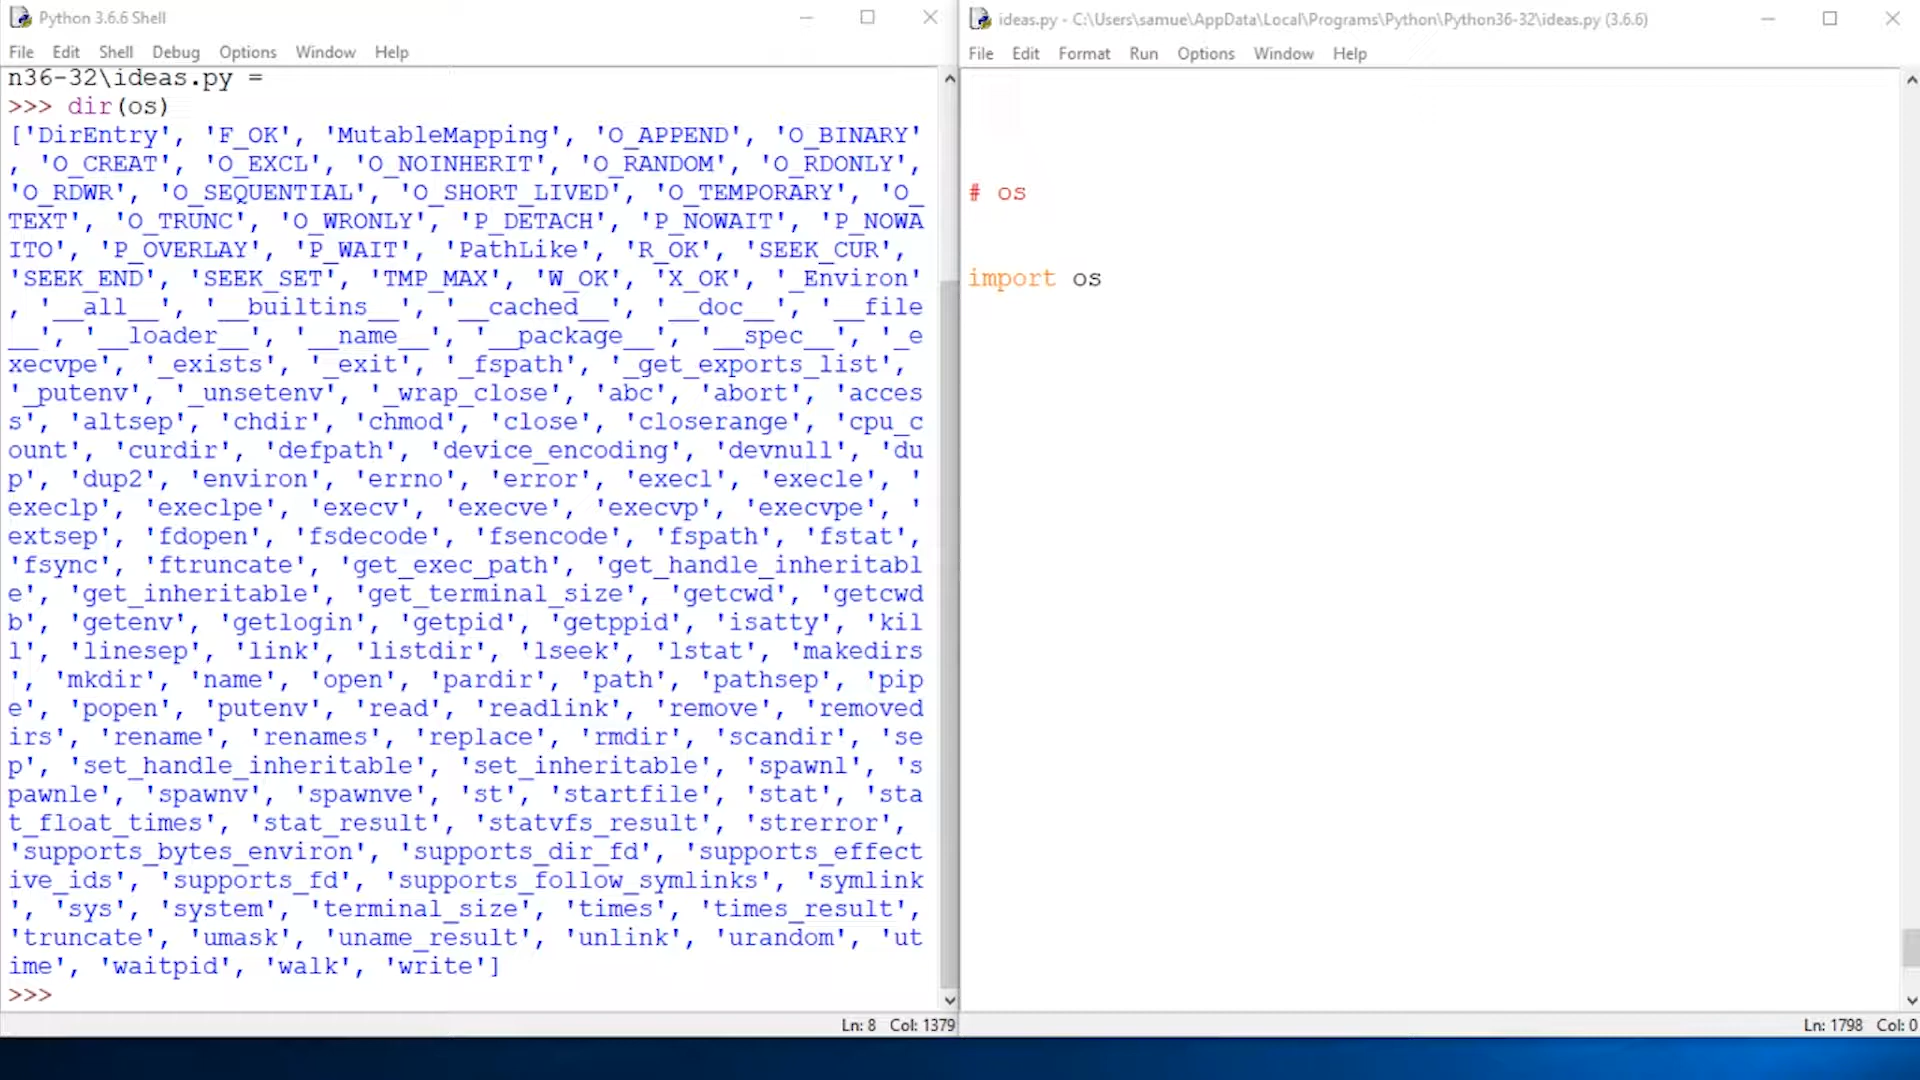 Python 3.6.6 Shell
File Edit Shell Debug Options Window Help
n36-32\ideas.py =
>>> dir(os)
['DirEntry', 'F_OK', 'MutableMapping', 'O_APPEND', 'O_BINARY'
, 'O_CREAT', 'O_EXCL', 'O_NOINHERIT', 'O_RANDOM', 'O_RDONLY',
'O_RDWR', 'O_SEQUENTIAL', 'O_SHORT_LIVED', 'O_TEMPORARY', 'O_
TEXT', 'O_TRUNC', 'O_WRONLY', 'P_DETACH', 'P_NOWAIT', 'P_NOWA
ITO', 'P_OVERLAY', 'P_WAIT', 'PathLike', 'R_OK', 'SEEK_CUR',
'SEEK_END', 'SEEK_SET', 'TMP_MAX', 'W_OK', 'X_OK', '_Environ'
, '__all__', '__builtins__', '__cached__', '__doc__', '__file
__', '__loader__', '__name__', '__package__', '__spec__', '_e
xecvpe', '_exists', '_exit', '_fspath', '_get_exports_list',
'_putenv', '_unsetenv', '_wrap_close', 'abc', 'abort', 'acces
s', 'altsep', 'chdir', 'chmod', 'close', 'closerange', 'cpu_c
ount', 'curdir', 'defpath', 'device_encoding', 'devnull', 'du
p', 'dup2', 'environ', 'errno', 'error', 'execl', 'execle', '
execlp', 'execlpe', 'execv', 'execve', 'execvp', 'execvpe', '
extsep', 'fdopen', 'fsdecode', 'fsencode', 'fspath', 'fstat',
'fsync', 'ftruncate', 'get_exec_path', 'get_handle_inheritabl
e', 'get_inheritable', 'get_terminal_size', 'getcwd', 'getcwd
b', 'getenv', 'getlogin', 'getpid', 'getppid', 'isatty', 'kil
l', 'linesep', 'link', 'listdir', 'lseek', 'lstat', 'makedirs
', 'mkdir', 'name', 'open', 'pardir', 'path', 'pathsep', 'pip
e', 'popen', 'putenv', 'read', 'readlink', 'remove', 'removed
irs', 'rename', 'renames', 'replace', 'rmdir', 'scandir', 'se
p', 'set_handle_inheritable', 'set_inheritable', 'spawnl', 's
pawnle', 'spawnv', 'spawnve', 'st', 'startfile', 'stat', 'sta
t_float_times', 'stat_result', 'statvfs_result', 'strerror',
'supports_bytes_environ', 'supports_dir_fd', 'supports_effect
ive_ids', 'supports_fd', 'supports_follow_symlinks', 'symlink
', 'sys', 'system', 'terminal_size', 'times', 'times_result',
'truncate', 'umask', 'uname_result', 'unlink', 'urandom', 'ut
ime', 'waitpid', 'walk', 'write']
>>>
Ln: 8 Col: 1379
ideas.py - C:\Users\samue\AppData\Local\Programs\Python\Python36-32\ideas.py (3.6.6)
File Edit Format Run Options Window Help
# os
import os
Ln: 1798 Col: 0